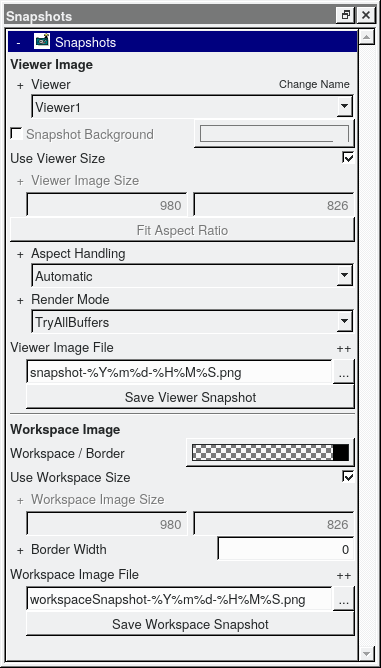 Snapshots
- Snapshots
Viewer Image
+ Viewer Change Name
Viewer1
Snapshot Background
Use Viewer Size
+ Viewer Image Size
980 826
Fit Aspect Ratio
+ Aspect Handling
Automatic
+ Render Mode
TryAllBuffers
Viewer Image File ++
snapshot-%Y%m%d-%H%M%S.png ...
Save Viewer Snapshot
Workspace Image
Workspace / Border
Use Workspace Size
+ Workspace Image Size
980 826
+ Border Width 0
Workspace Image File ++
workspaceSnapshot-%Y%m%d-%H%M%S.png ...
Save Workspace Snapshot